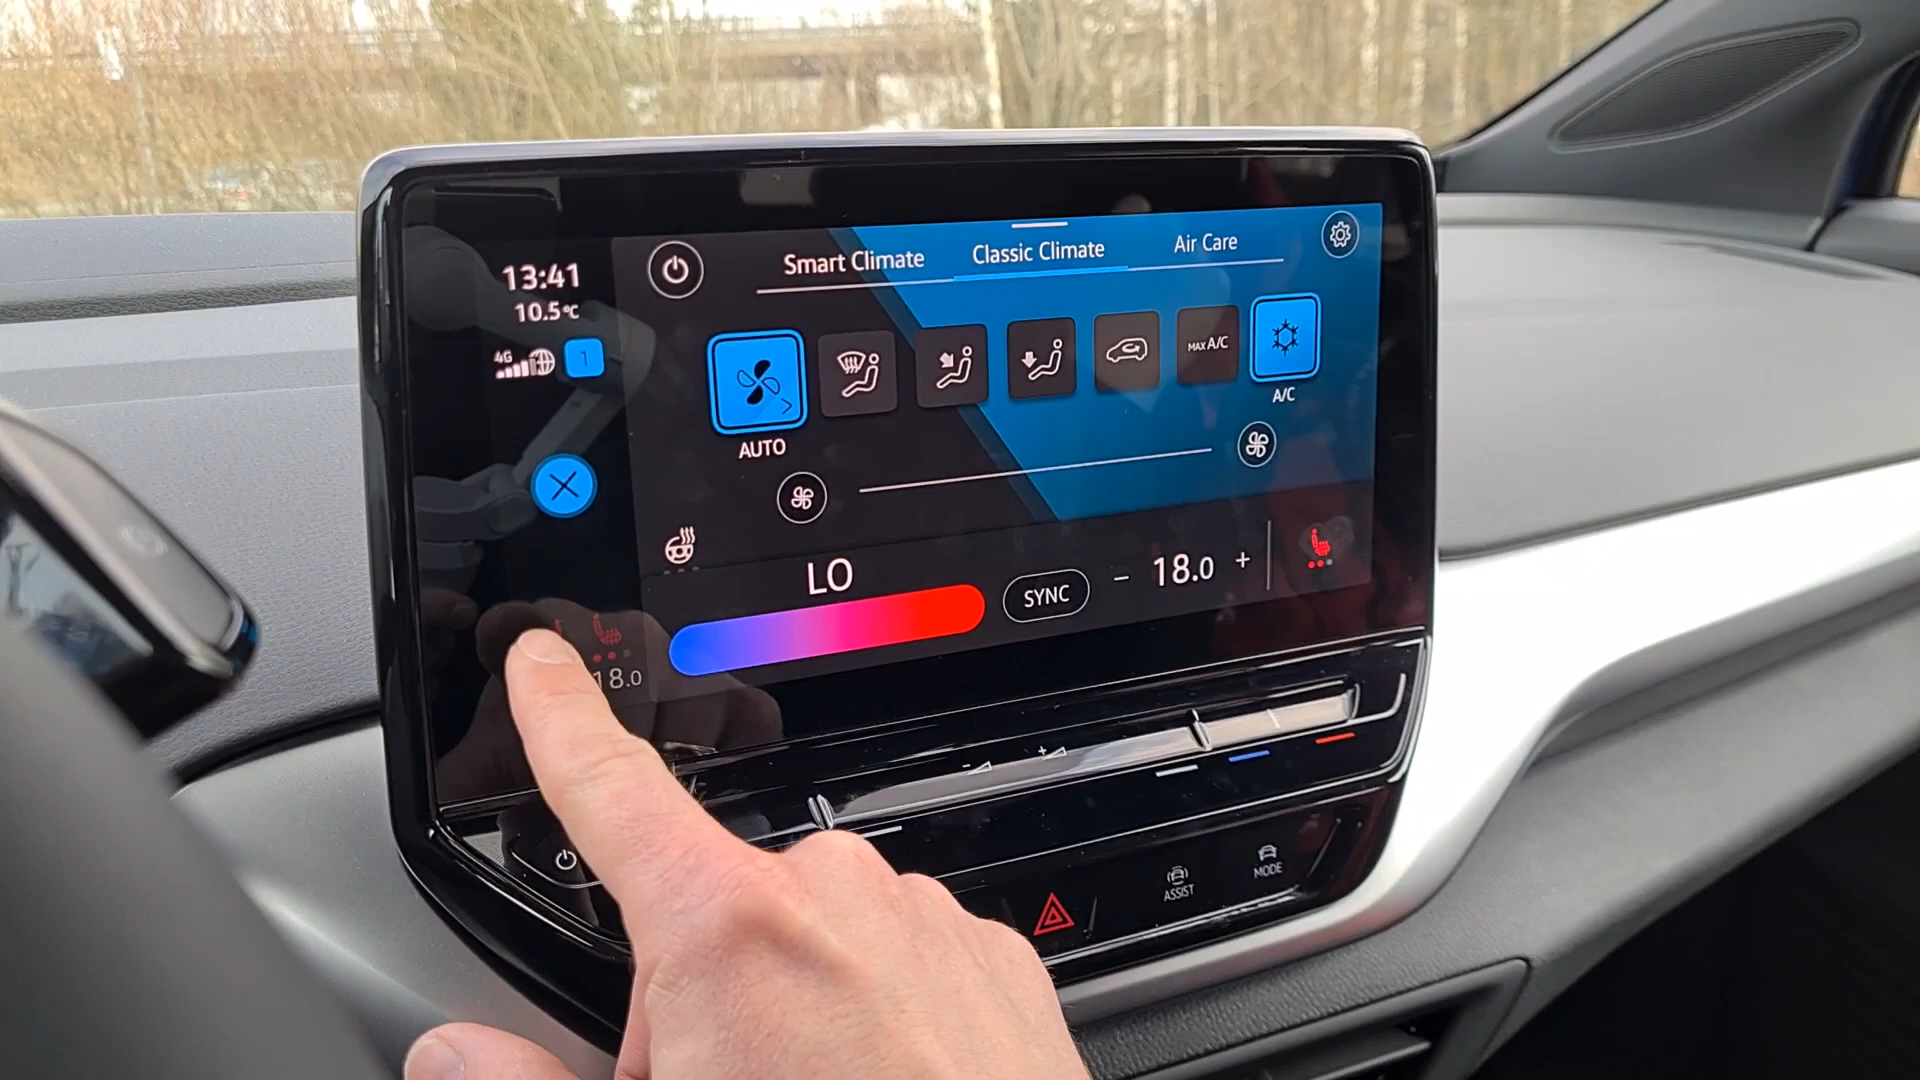 Smart Climate
Classic Climate
Air Care
13:41
10.5°C
4G
1
MAX A/C
A/C
AUTO
LO
SYNC
− 18.0 +
18.0
ASSIST
MODE